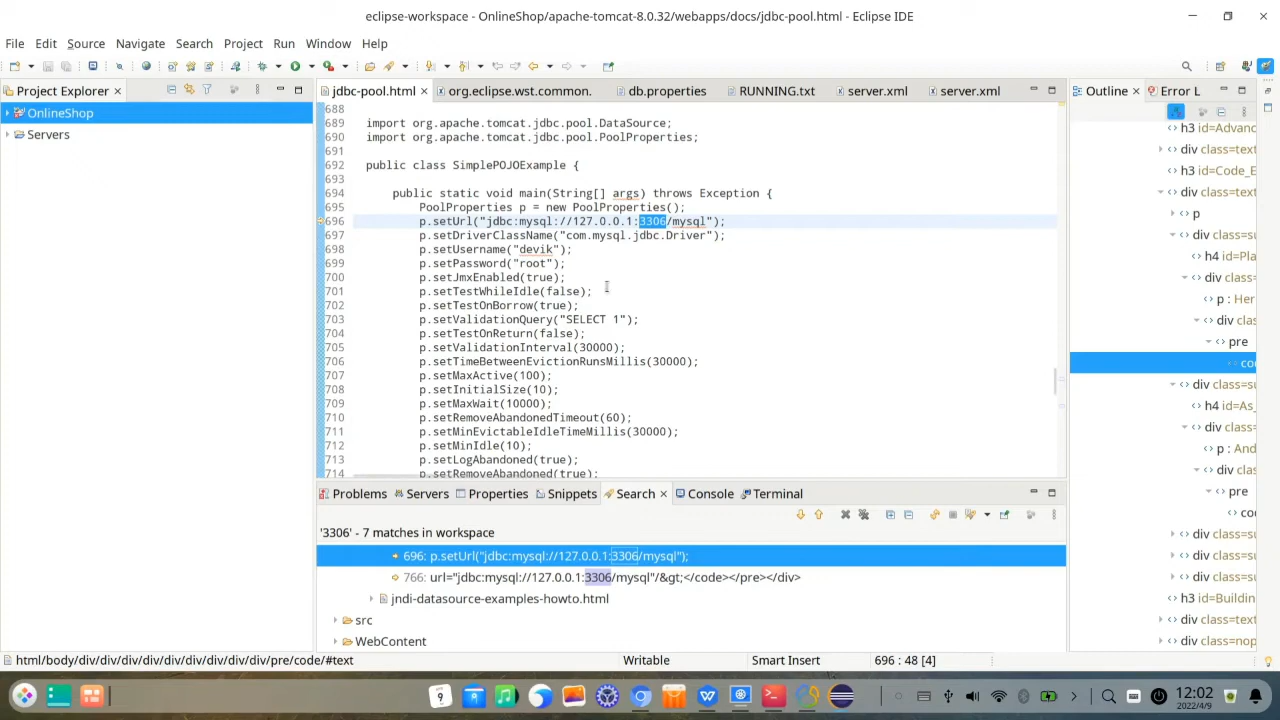 eclipse-workspace - OnlineShop/apache-tomcat-8.0.32/webapps/docs/jdbc-pool.html - Eclipse IDE
File Edit Source Navigate Search Project Run Window Help
Project Explorer
jdbc-pool.html org.eclipse.wst.common. db.properties RUNNING.txt server.xml server.xml
Outline Error L
OnlineShop
Servers
688
689 import org.apache.tomcat.jdbc.pool.DataSource;
690 import org.apache.tomcat.jdbc.pool.PoolProperties;
691
692 public class SimplePOJOExample {
693
694 public static void main(String[] args) throws Exception {
695 PoolProperties p = new PoolProperties();
696 p.setUrl("jdbc:mysql://127.0.0.1:3306/mysql");
697 p.setDriverClassName("com.mysql.jdbc.Driver");
698 p.setUsername("devik");
699 p.setPassword("root");
700 p.setJmxEnabled(true);
701 p.setTestWhileIdle(false);
702 p.setTestOnBorrow(true);
703 p.setValidationQuery("SELECT 1");
704 p.setTestOnReturn(false);
705 p.setValidationInterval(30000);
706 p.setTimeBetweenEvictionRunsMillis(30000);
707 p.setMaxActive(100);
708 p.setInitialSize(10);
709 p.setMaxWait(10000);
710 p.setRemoveAbandonedTimeout(60);
711 p.setMinEvictableIdleTimeMillis(30000);
712 p.setMinIdle(10);
713 p.setLogAbandoned(true);
714 p.setRemoveAbandoned(true);
h3 id=Advanc
div class=text
h3 id=Code_E
div class=text
p
div class=su
h4 id=Pla
div class=
p : Her
div clas
pre
co
div class=su
h4 id=As_
div class=
p : And
div clas
pre
co
div class=su
div class=su
div class=su
h3 id=Buildin
div class=text
div class=nop
Problems Servers Properties Snippets Search Console Terminal
'3306' - 7 matches in workspace
696: p.setUrl("jdbc:mysql://127.0.0.1:3306/mysql");
766: url="jdbc:mysql://127.0.0.1:3306/mysql"/&gt;</code></pre></div>
jndi-datasource-examples-howto.html
src
WebContent
html/body/div/div/div/div/div/div/div/div/pre/code/#text Writable Smart Insert 696 : 48 [4]
9
12:02
2022/4/9